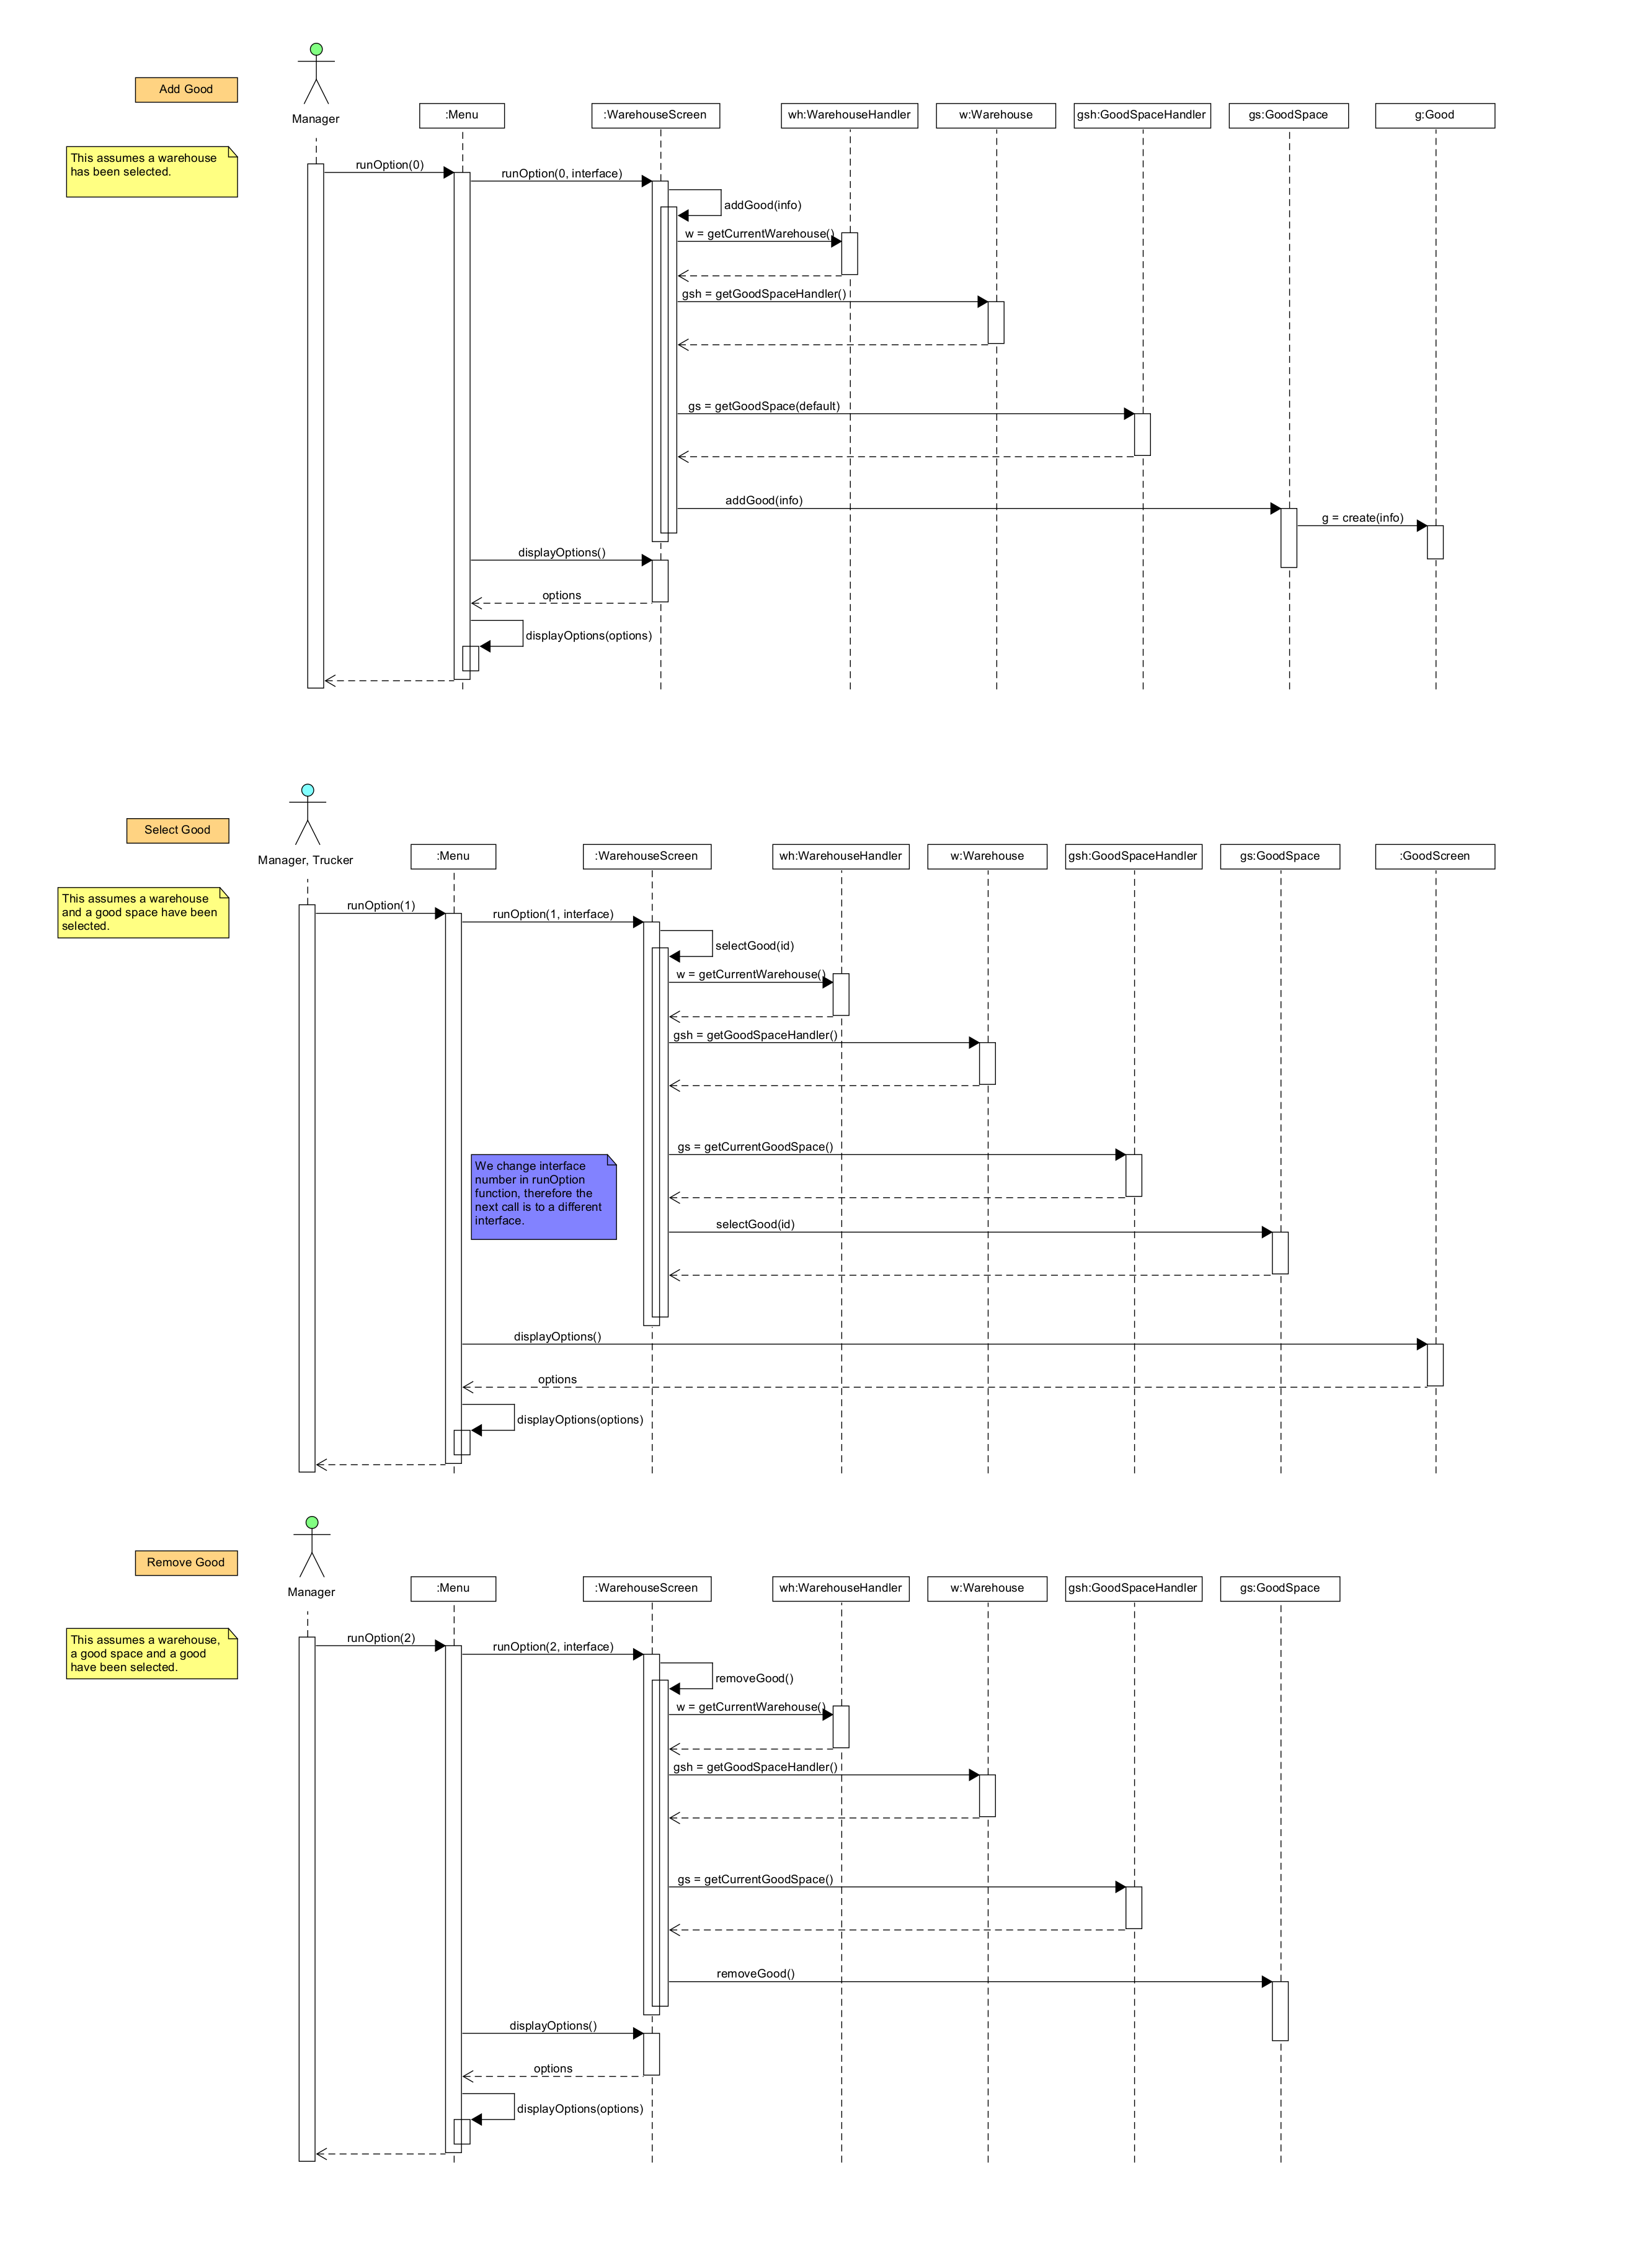 Add Good
Manager
:Menu
:WarehouseScreen
wh:WarehouseHandler
w:Warehouse
gsh:GoodSpaceHandler
gs:GoodSpace
g:Good
This assumes a warehouse
has been selected.
runOption(0)
runOption(0, interface)
addGood(info)
w = getCurrentWarehouse()
gsh = getGoodSpaceHandler()
gs = getGoodSpace(default)
addGood(info)
g = create(info)
displayOptions()
options
displayOptions(options)
Select Good
Manager, Trucker
:Menu
:WarehouseScreen
wh:WarehouseHandler
w:Warehouse
gsh:GoodSpaceHandler
gs:GoodSpace
:GoodScreen
This assumes a warehouse
and a good space have been
selected.
runOption(1)
runOption(1, interface)
selectGood(id)
w = getCurrentWarehouse()
gsh = getGoodSpaceHandler()
gs = getCurrentGoodSpace()
We change interface
number in runOption
function, therefore the
next call is to a different
interface.
selectGood(id)
displayOptions()
options
displayOptions(options)
Remove Good
Manager
:Menu
:WarehouseScreen
wh:WarehouseHandler
w:Warehouse
gsh:GoodSpaceHandler
gs:GoodSpace
This assumes a warehouse,
a good space and a good
have been selected.
runOption(2)
runOption(2, interface)
removeGood()
w = getCurrentWarehouse()
gsh = getGoodSpaceHandler()
gs = getCurrentGoodSpace()
removeGood()
displayOptions()
options
displayOptions(options)